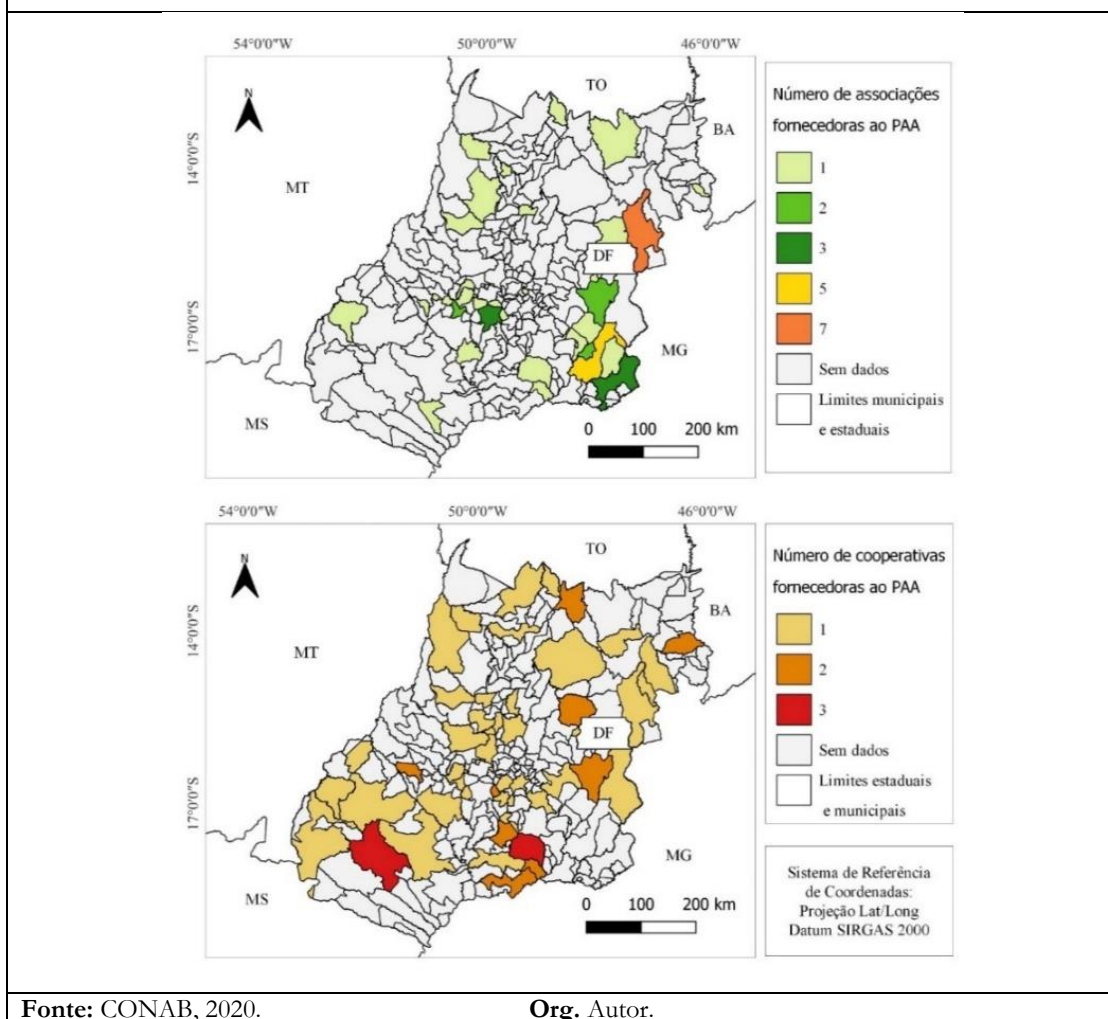 54°0'0"W
50°0'0"W
46°0'0"W
N
TO
BA
MT
14°0'0"S
DF
17°0'0"S
MG
MS
0 100 200 km
Número de associações
fornecedoras ao PAA
1
2
3
5
7
Sem dados
Limites municipais
e estaduais
54°0'0"W
50°0'0"W
46°0'0"W
N
TO
BA
MT
14°0'0"S
DF
17°0'0"S
MG
MS
0 100 200 km
Número de cooperativas
fornecedoras ao PAA
1
2
3
Sem dados
Limites estaduais
e municipais
Sistema de Referência
de Coordenadas:
Projeção Lat/Long
Datum SIRGAS 2000
Fonte: CONAB, 2020. Org. Autor.